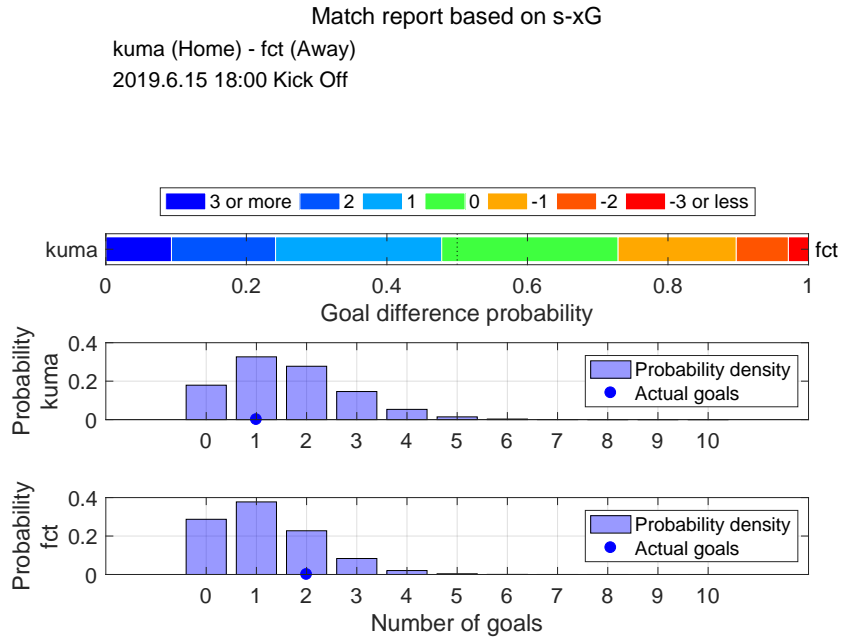 Match report based on s-xG
kuma (Home) - fct (Away)
2019.6.15 18:00 Kick Off
3 or more 2 1 0 -1 -2 -3 or less
kuma fct
0 0.2 0.4 0.6 0.8 1
Goal difference probability
Probability
kuma
0.4
0.2
0
Probability density
Actual goals
0 1 2 3 4 5 6 7 8 9 10
Probability
fct
0.4
0.2
0
Probability density
Actual goals
0 1 2 3 4 5 6 7 8 9 10
Number of goals